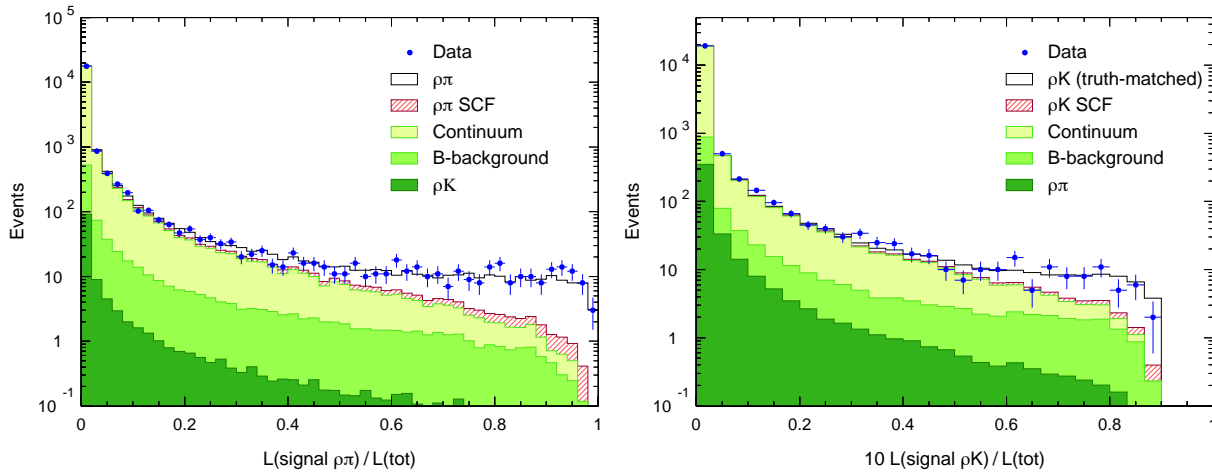 10 5
10 4
10 3
10 2
10
1
10 -1
Events
0 0.2 0.4 0.6 0.8 1
L(signal ρπ) / L(tot)
Data
ρπ
ρπ SCF
Continuum
B-background
ρK
10 4
10 3
10 2
10
1
10 -1
Events
0 0.2 0.4 0.6 0.8 1
10 L(signal ρK) / L(tot)
Data
ρK (truth-matched)
ρK SCF
Continuum
B-background
ρπ